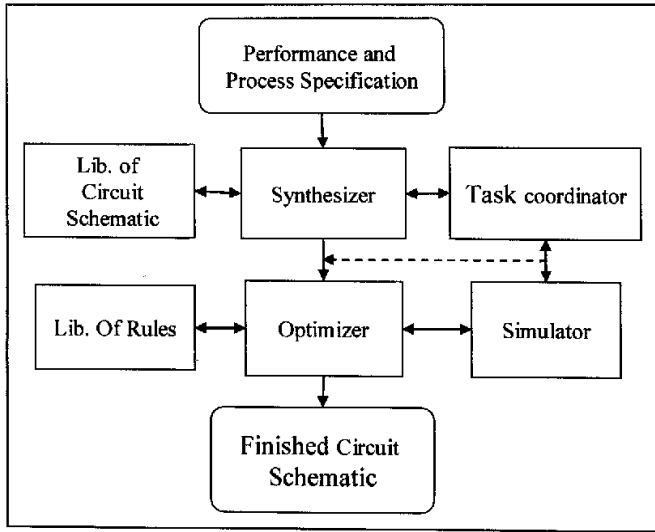 Performance and
Process Specification
Lib. of
Circuit
Schematic
Synthesizer
Task coordinator
Lib. Of Rules
Optimizer
Simulator
Finished Circuit
Schematic